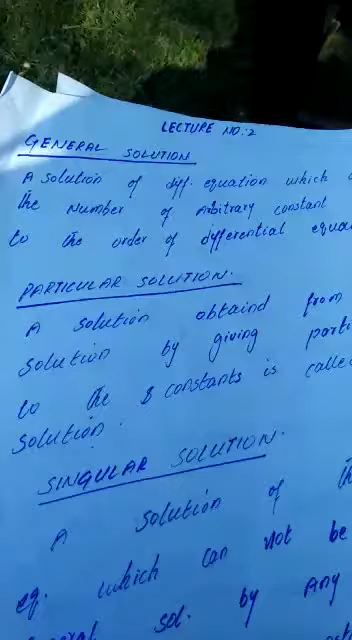 LECTURE NO:2
GENERAL SOLUTION
A solution of diff. equation which
the Number of Arbitrary constant
to the order of differential equa
PARTICULAR SOLUTION.
A solution obtaind from
solution by giving parti
to the & constants is calle
solution.
SINGULAR SOLUTION.
A solution of th
eq. which can not be
sol. by any